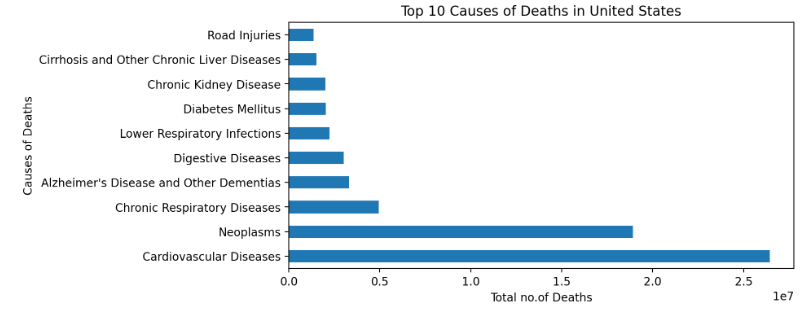 Top 10 Causes of Deaths in United States
Causes of Deaths
Road Injuries
Cirrhosis and Other Chronic Liver Diseases
Chronic Kidney Disease
Diabetes Mellitus
Lower Respiratory Infections
Digestive Diseases
Alzheimer's Disease and Other Dementias
Chronic Respiratory Diseases
Neoplasms
Cardiovascular Diseases
0.0 0.5 1.0 1.5 2.0 2.5
1e7
Total no.of Deaths